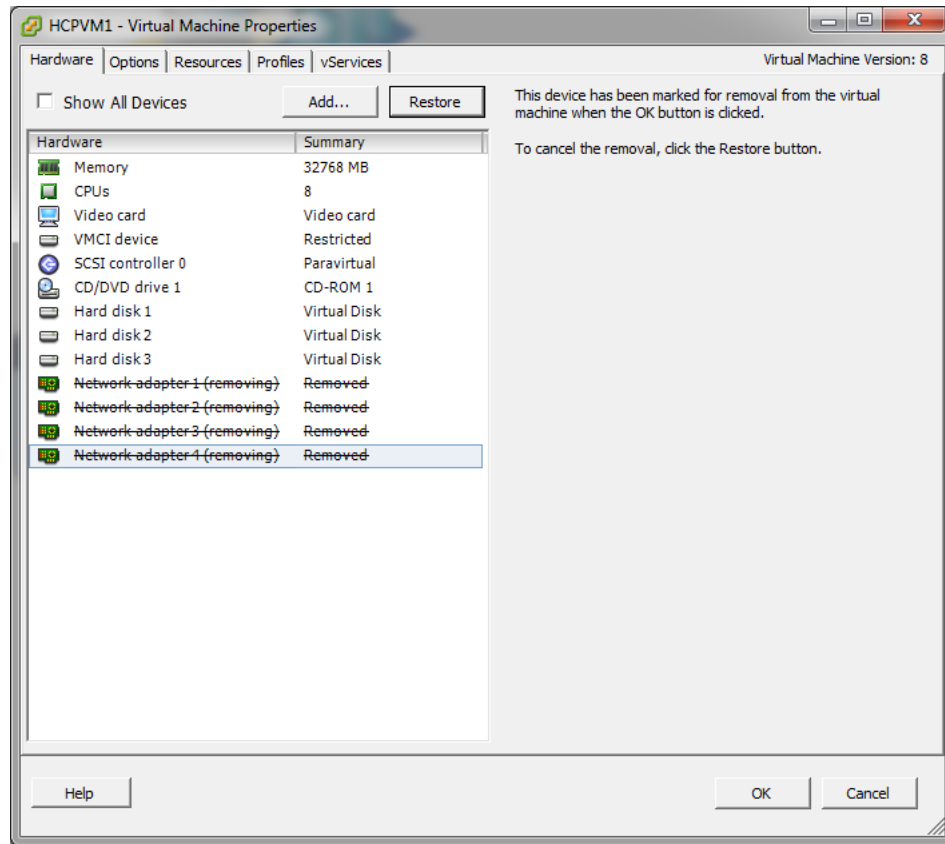 HCPVM1 - Virtual Machine Properties
Hardware Options Resources Profiles vServices Virtual Machine Version: 8
Show All Devices Add... Restore
This device has been marked for removal from the virtual
machine when the OK button is clicked.
To cancel the removal, click the Restore button.
Hardware Summary
Memory 32768 MB
CPUs 8
Video card Video card
VMCI device Restricted
SCSI controller 0 Paravirtual
CD/DVD drive 1 CD-ROM 1
Hard disk 1 Virtual Disk
Hard disk 2 Virtual Disk
Hard disk 3 Virtual Disk
Network adapter 1 (removing) Removed
Network adapter 2 (removing) Removed
Network adapter 3 (removing) Removed
Network adapter 4 (removing) Removed
Help OK Cancel